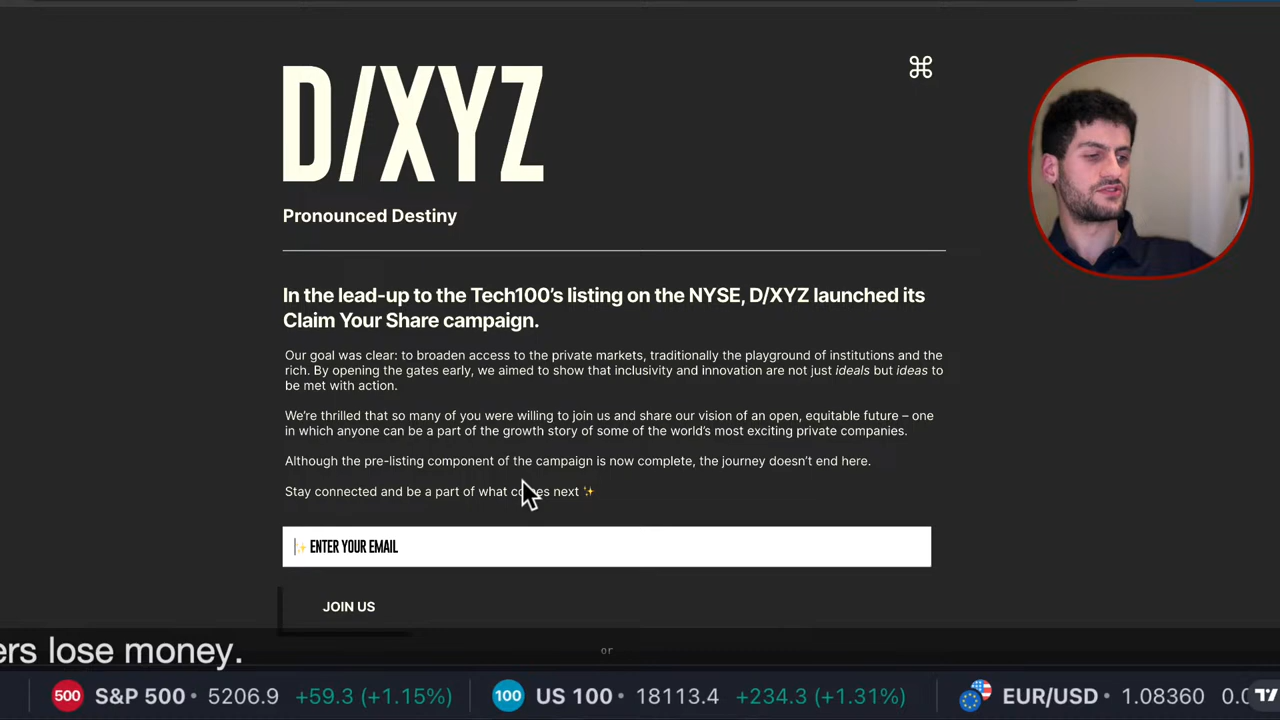 D/XYZ
⌘
Pronounced Destiny
In the lead-up to the Tech100's listing on the NYSE, D/XYZ launched its
Claim Your Share campaign.
Our goal was clear: to broaden access to the private markets, traditionally the playground of institutions and the
rich. By opening the gates early, we aimed to show that inclusivity and innovation are not just ideals but ideas to
be met with action.
We're thrilled that so many of you were willing to join us and share our vision of an open, equitable future – one
in which anyone can be a part of the growth story of some of the world's most exciting private companies.
Although the pre-listing component of the campaign is now complete, the journey doesn't end here.
Stay connected and be a part of what comes next ✨
✨ ENTER YOUR EMAIL
JOIN US
or
ers lose money.
500 S&P 500 • 5206.9 +59.3 (+1.15%) 100 US 100 • 18113.4 +234.3 (+1.31%) EUR/USD • 1.08360 0.0